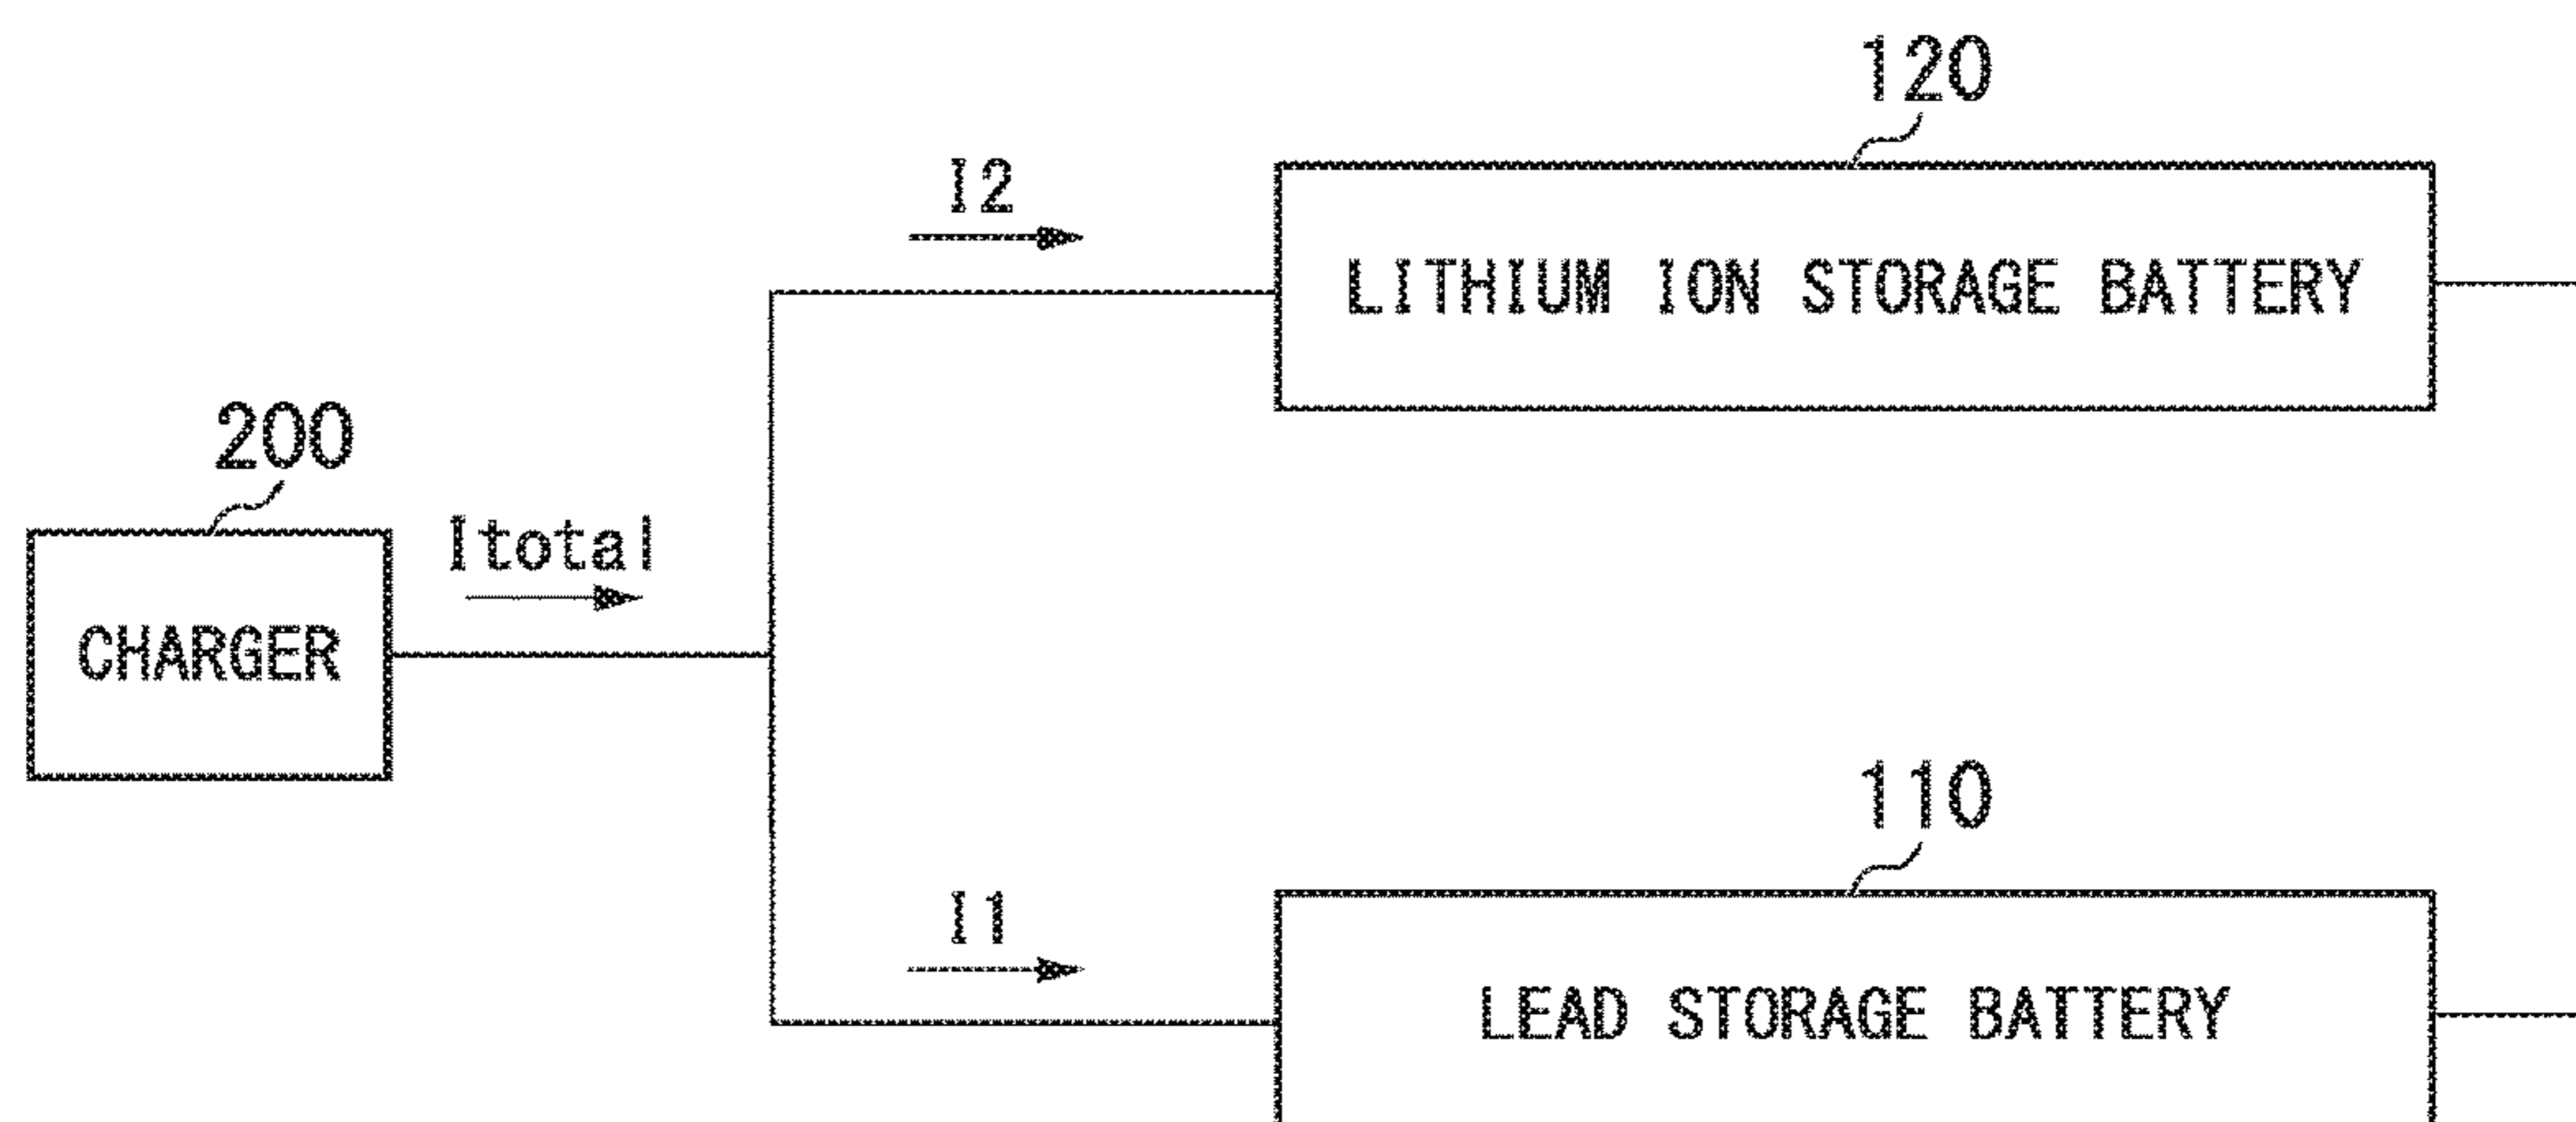 120
I2
LITHIUM ION STORAGE BATTERY
200
Itotal
CHARGER
110
I1
LEAD STORAGE BATTERY